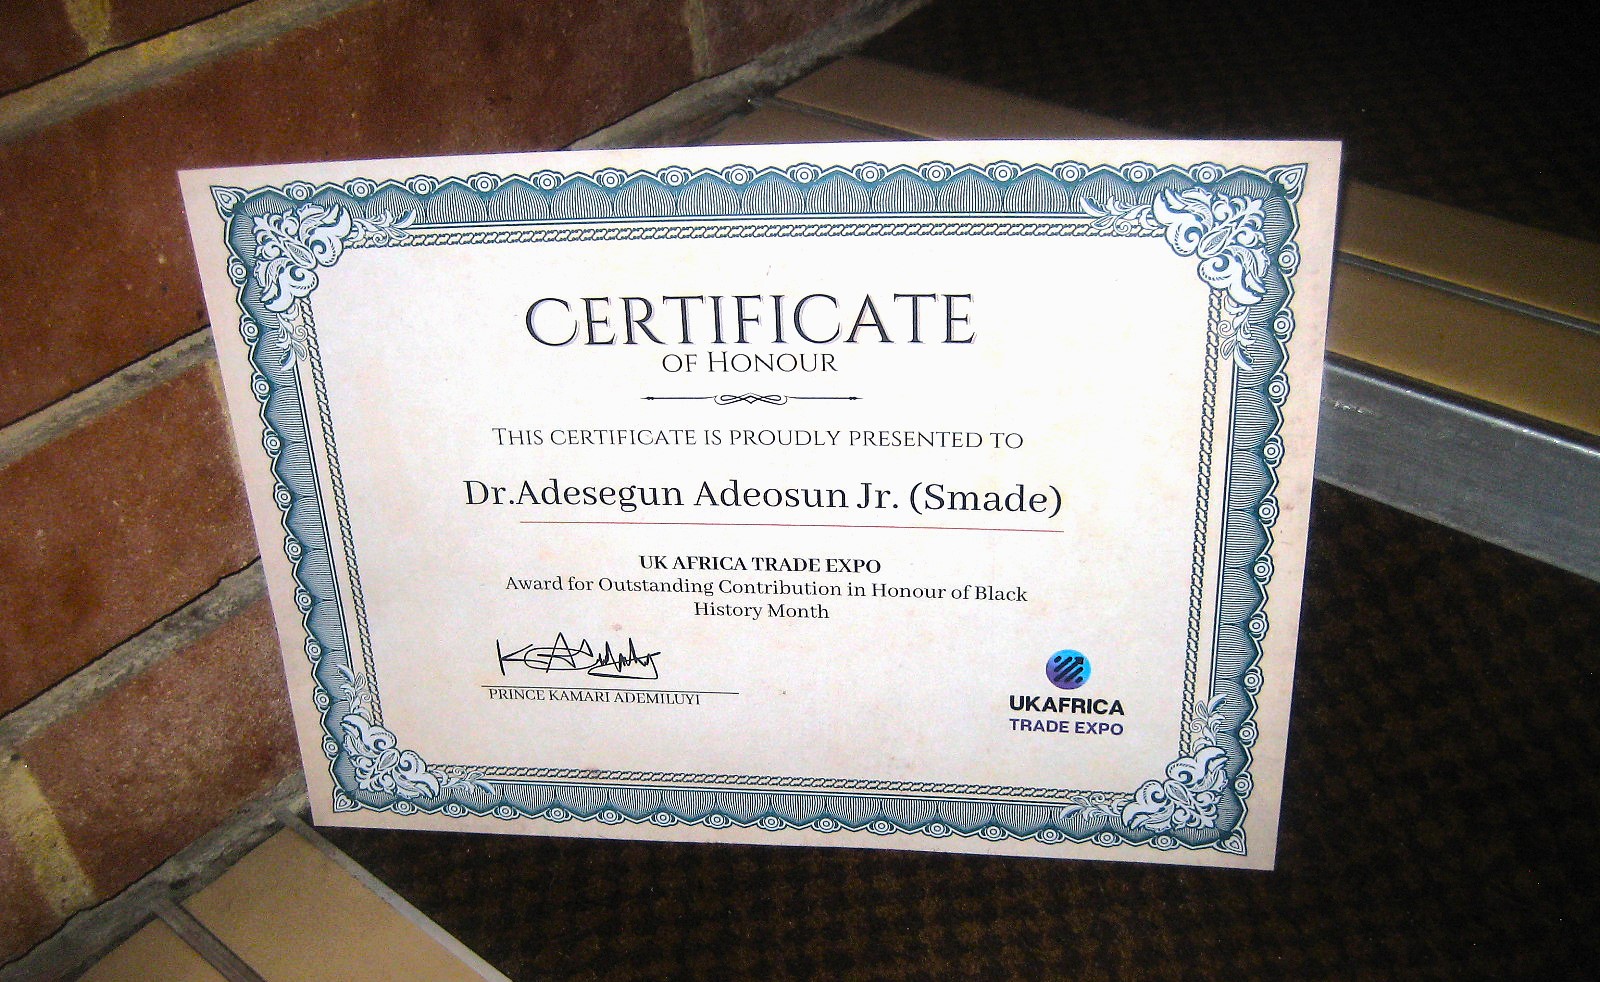 CERTIFICATE
OF HONOUR
THIS CERTIFICATE IS PROUDLY PRESENTED TO
Dr.Adesegun Adeosun Jr. (Smade)
UK AFRICA TRADE EXPO
Award for Outstanding Contribution in Honour of Black
History Month
PRINCE KAMARI ADEMILUYI
UKAFRICA
TRADE EXPO